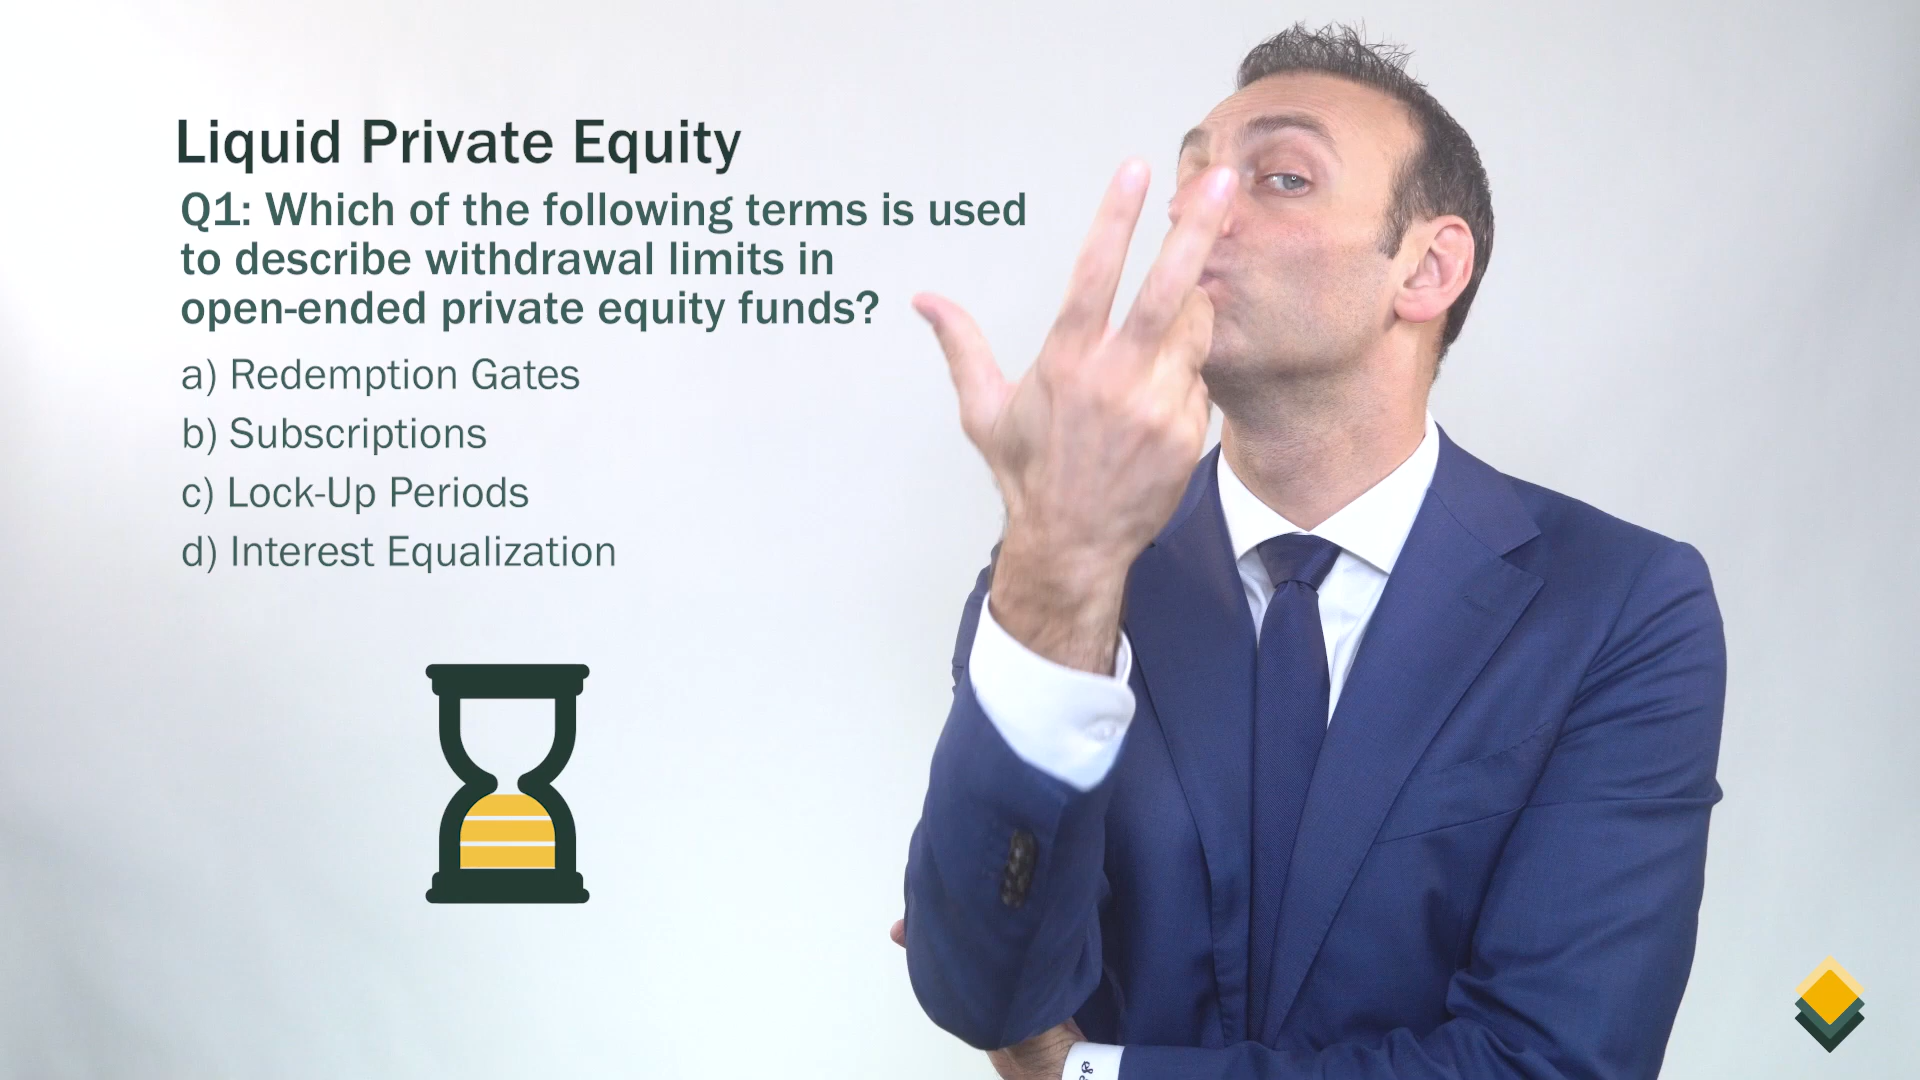 Liquid Private Equity
Q1: Which of the following terms is used
to describe withdrawal limits in
open-ended private equity funds?
a) Redemption Gates
b) Subscriptions
c) Lock-Up Periods
d) Interest Equalization